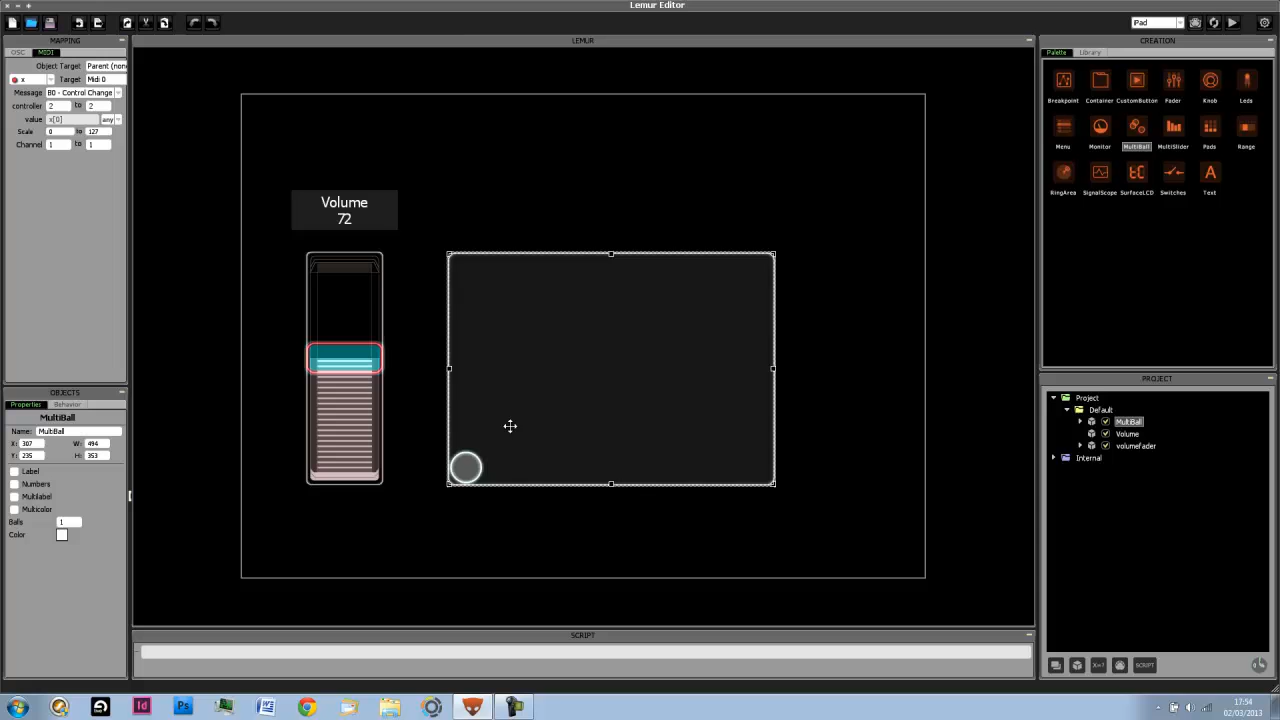 Lemur Editor
iPad
MAPPING
LEMUR
CREATION
OSC MIDI
Palette Library
Object Target Parent (none
x Target Midi 0
Message B0 - Control Change
controller 2 to 2
value x[0] any
Scale 0 to 127
Channel 1 to 1
Breakpoint Container CustomButton Fader Knob Leds
Menu Monitor MultiBall MultiSlider Pads Range
RingArea SignalScope SurfaceLCD Switches Text
Volume
72
OBJECTS
Properties Behavior
MultiBall
Name: MultiBall
X: 307 W: 494
Y: 235 H: 353
Label
Numbers
Multilabel
Multicolor
Balls 1
Color
PROJECT
Project
Default
MultiBall
Volume
volumefader
Internal
SCRIPT
X=? SCRIPT
Id Ps W
17:54
02/03/2013